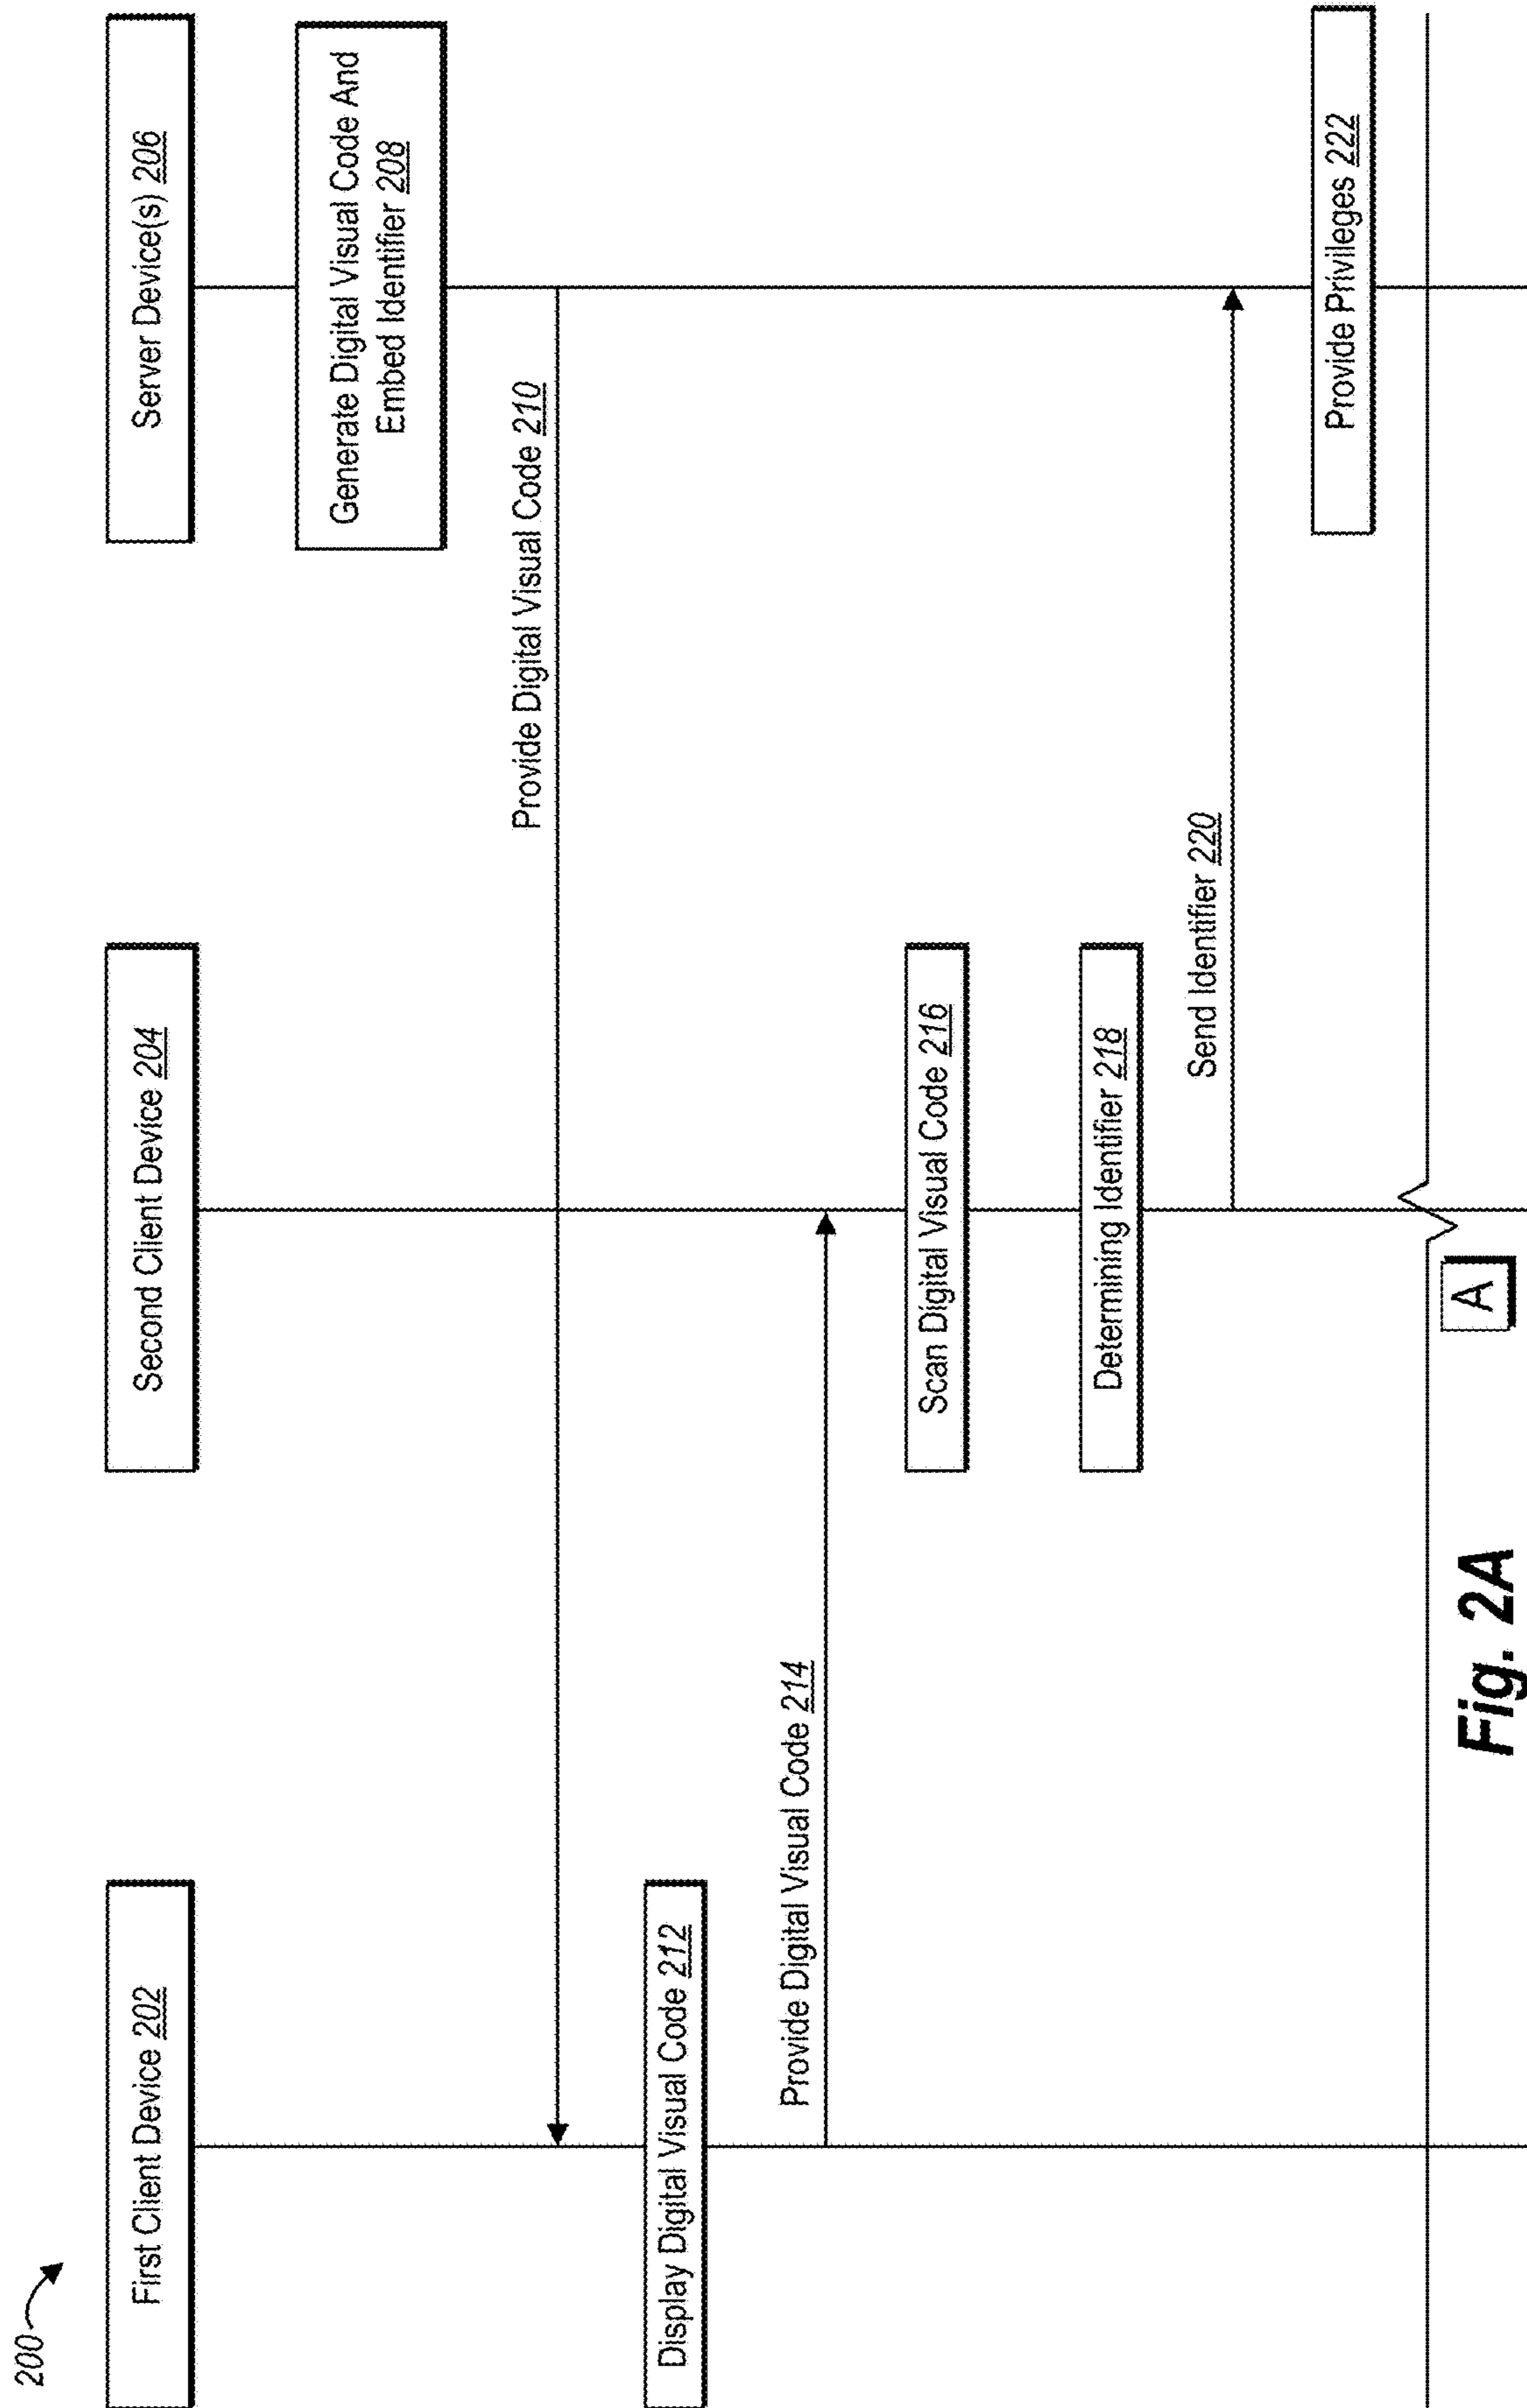 200
First Client Device 202
Second Client Device 204
Server Device(s) 206
Generate Digital Visual Code And
Embed Identifier 208
Provide Digital Visual Code 210
Display Digital Visual Code 212
Provide Digital Visual Code 214
Scan Digital Visual Code 216
Determining Identifier 218
Send Identifier 220
Provide Privileges 222
A
Fig. 2A